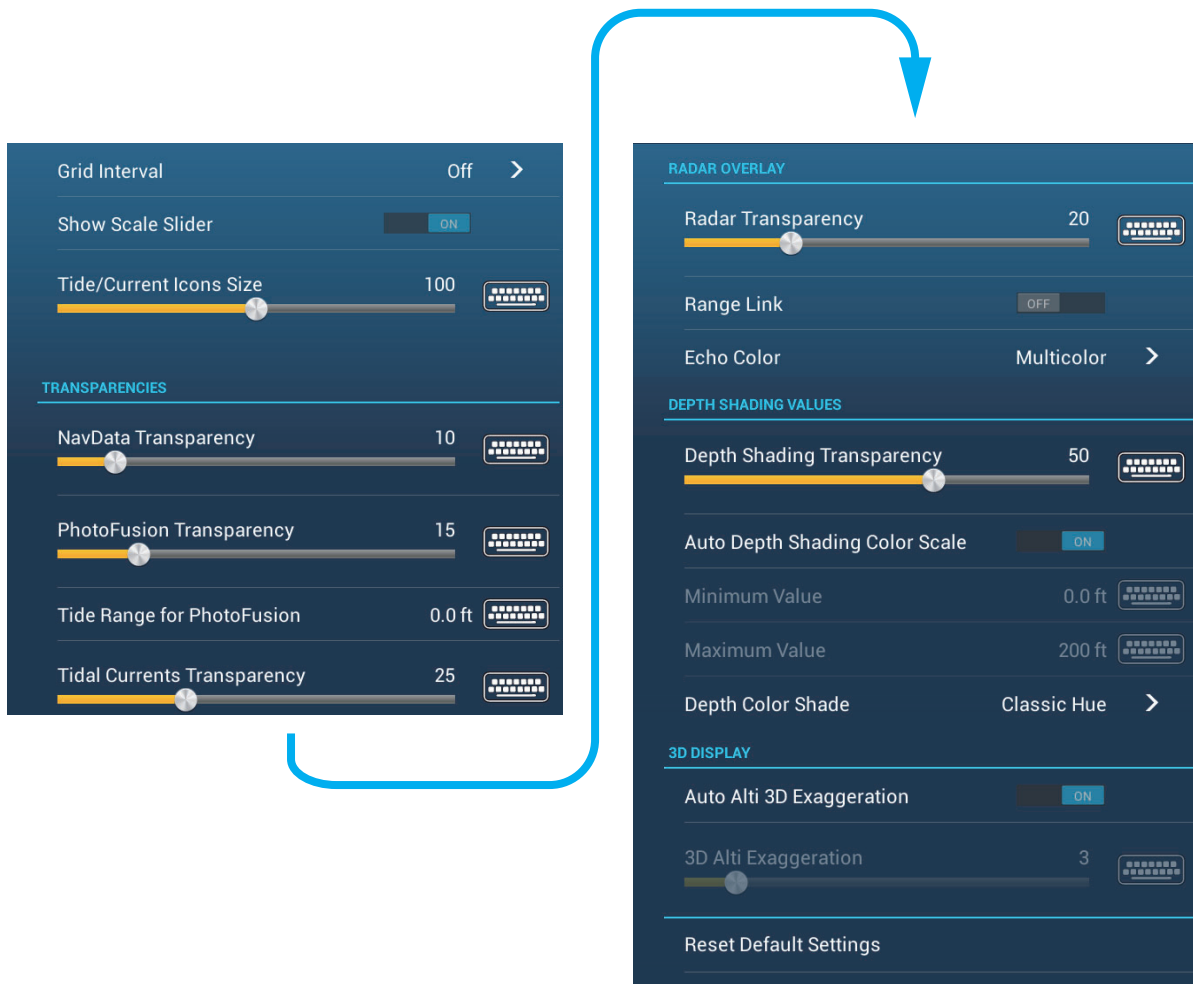 Grid Interval Off
Show Scale Slider ON
Tide/Current Icons Size 100
TRANSPARENCIES
NavData Transparency 10
PhotoFusion Transparency 15
Tide Range for PhotoFusion 0.0 ft
Tidal Currents Transparency 25
RADAR OVERLAY
Radar Transparency 20
Range Link OFF
Echo Color Multicolor
DEPTH SHADING VALUES
Depth Shading Transparency 50
Auto Depth Shading Color Scale ON
Minimum Value 0.0 ft
Maximum Value 200 ft
Depth Color Shade Classic Hue
3D DISPLAY
Auto Alti 3D Exaggeration ON
3D Alti Exaggeration 3
Reset Default Settings